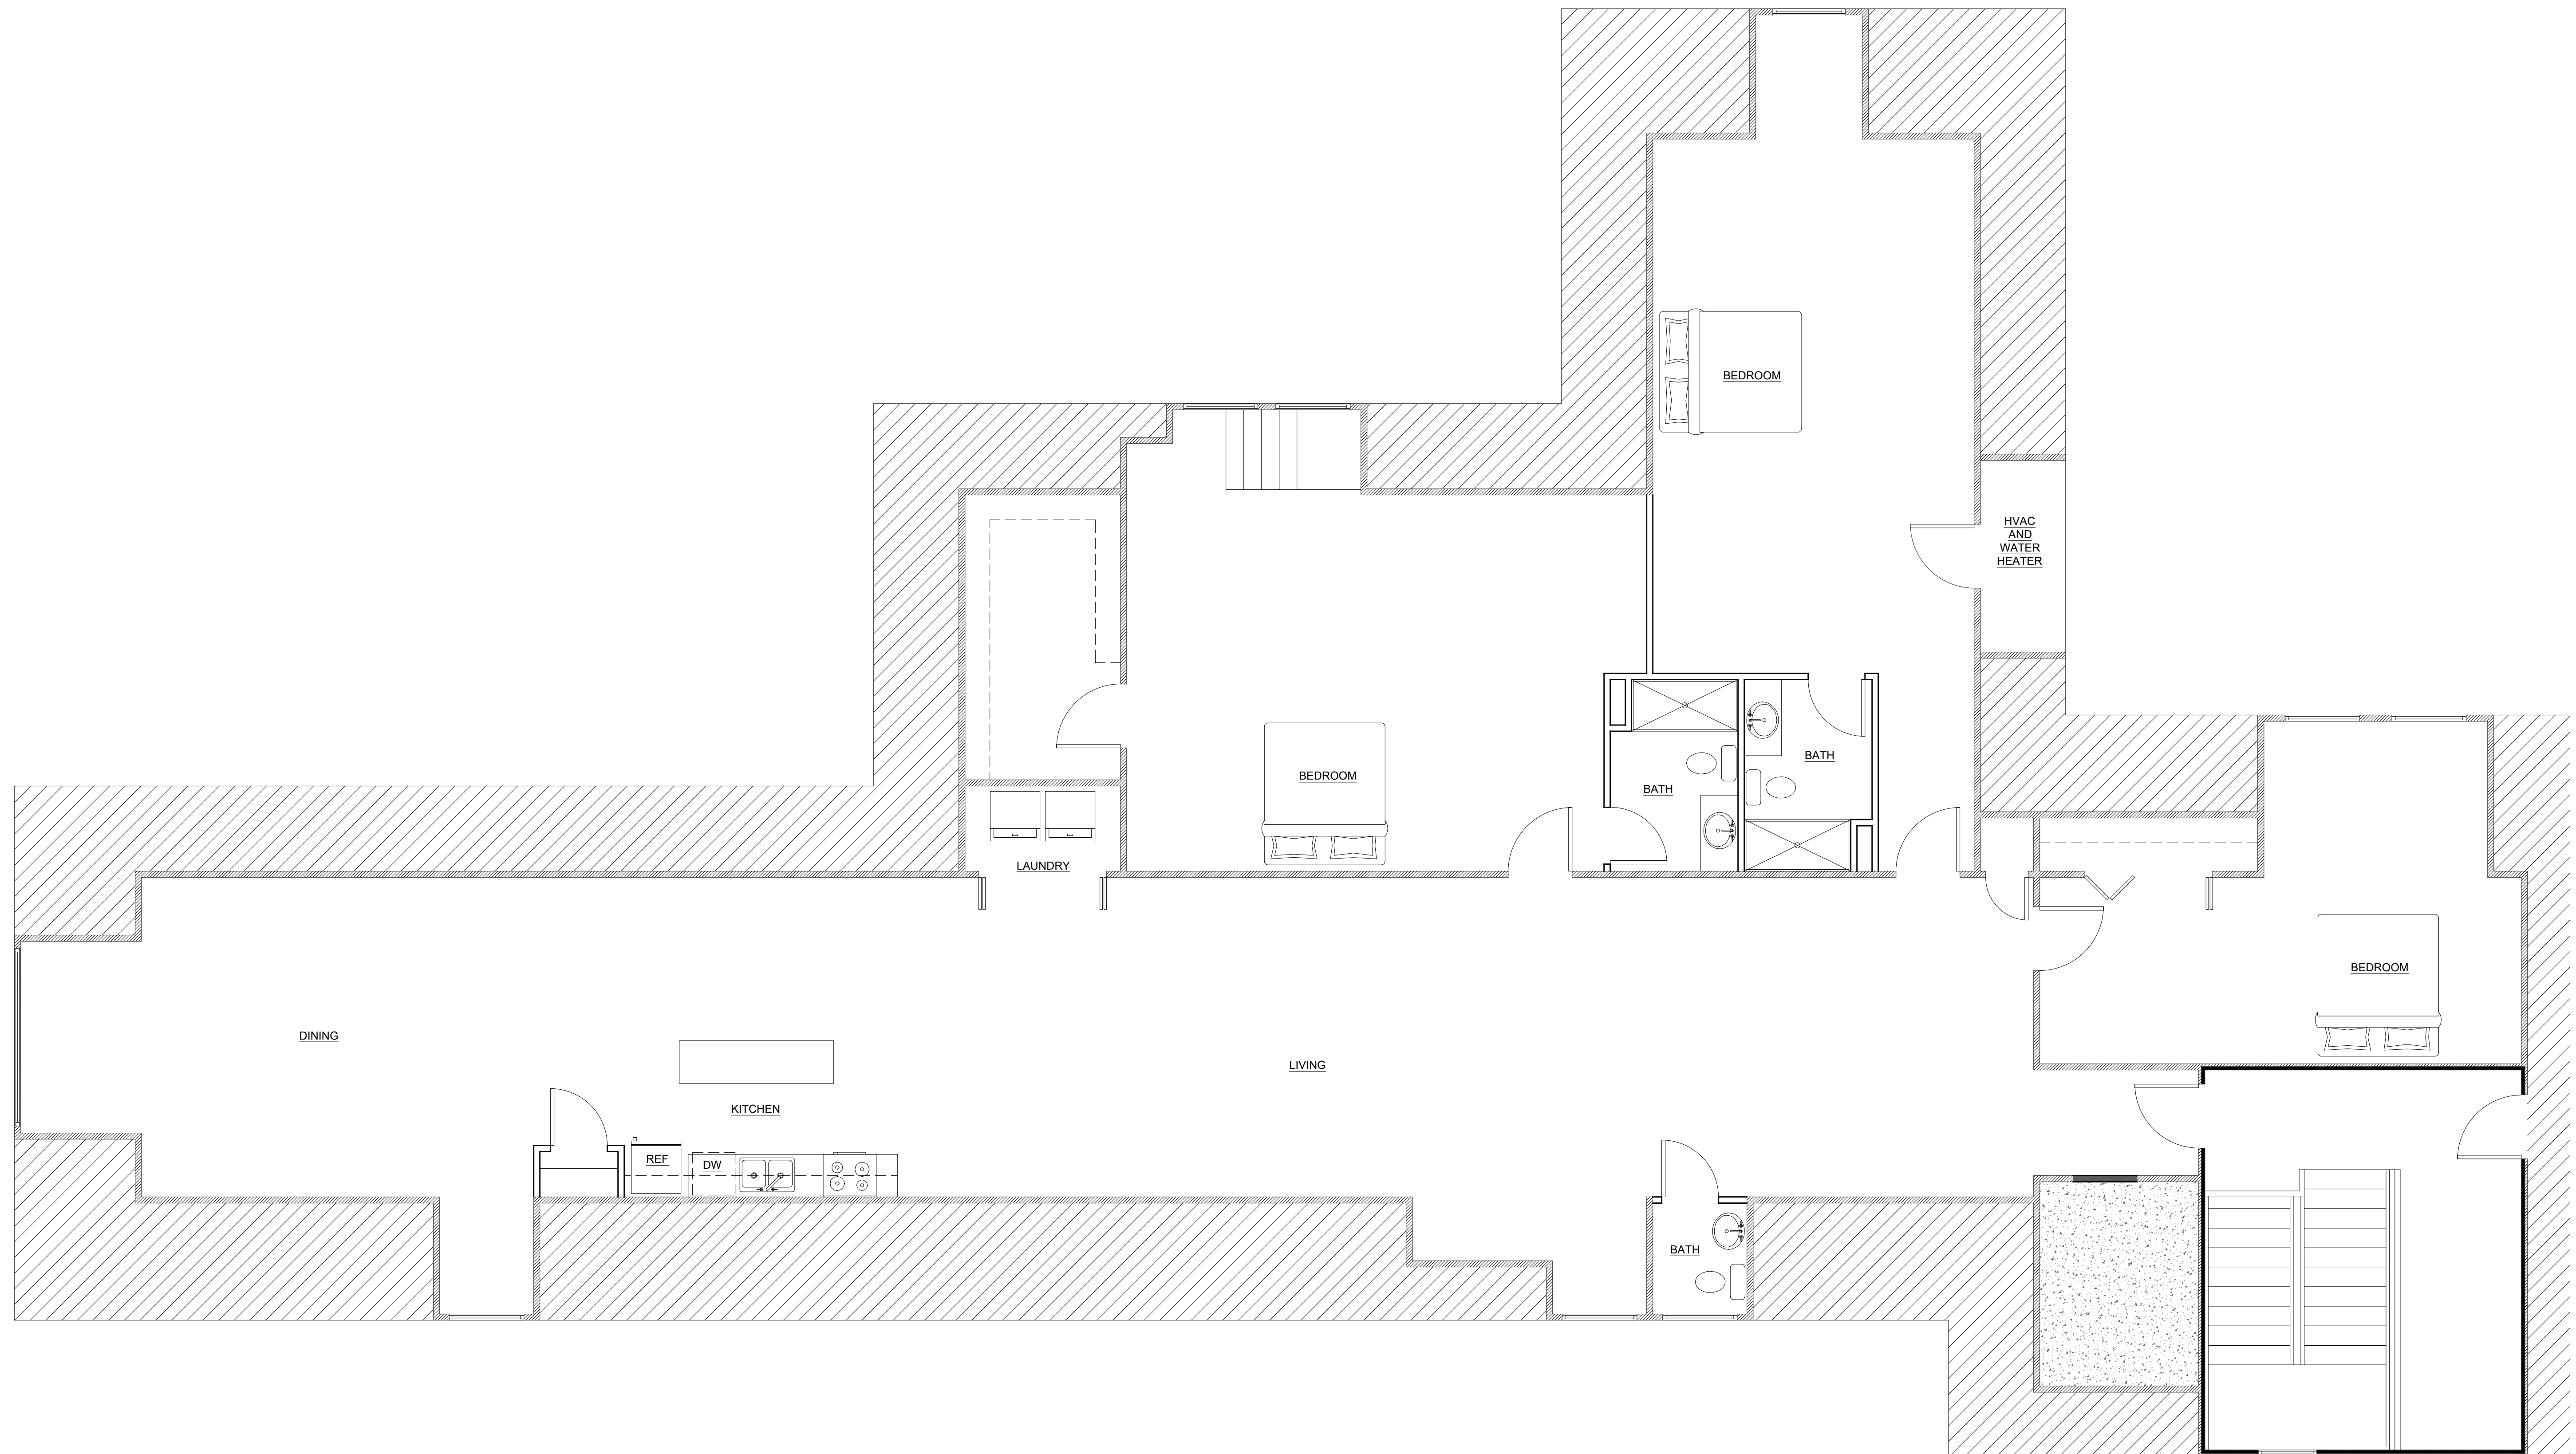 BEDROOM
HVAC
AND
WATER
HEATER
BATH
BEDROOM
BATH
LAUNDRY
BEDROOM
DINING
LIVING
KITCHEN
REF
DW
BATH